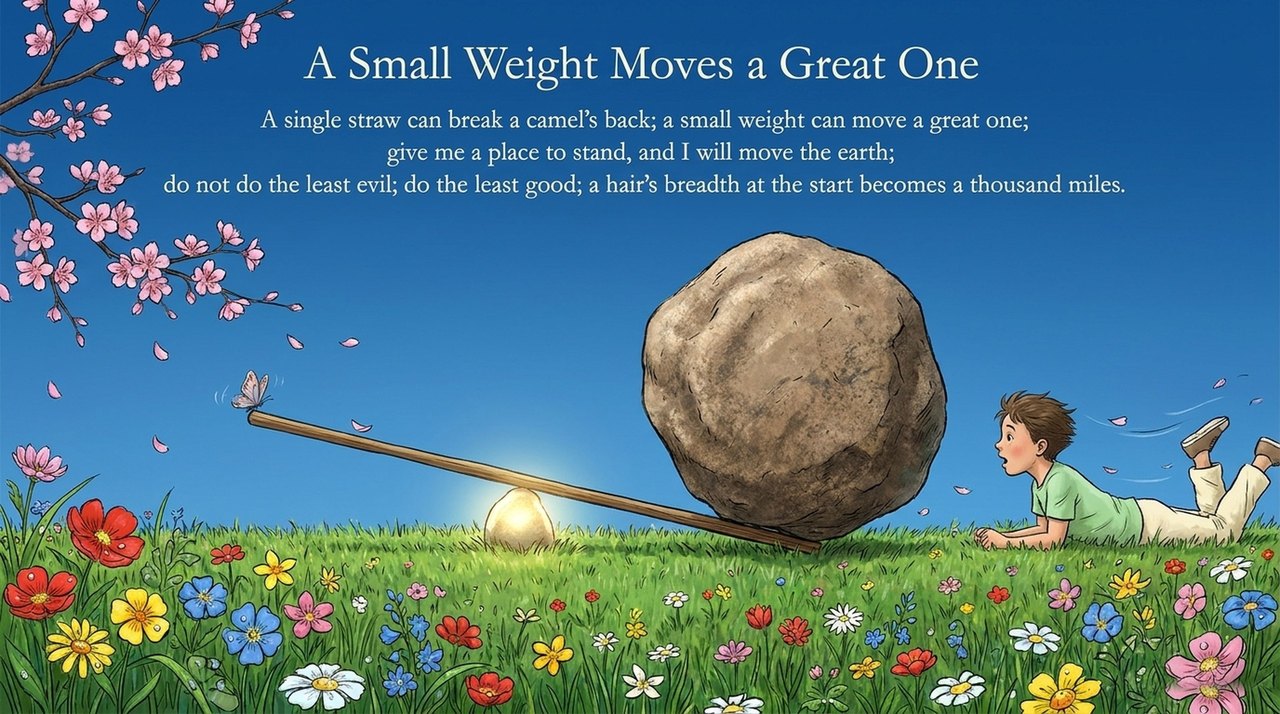 A Small Weight Moves a Great One
A single straw can break a camel’s back; a small weight can move a great one;
give me a place to stand, and I will move the earth;
do not do the least evil; do the least good; a hair’s breadth at the start becomes a thousand miles.